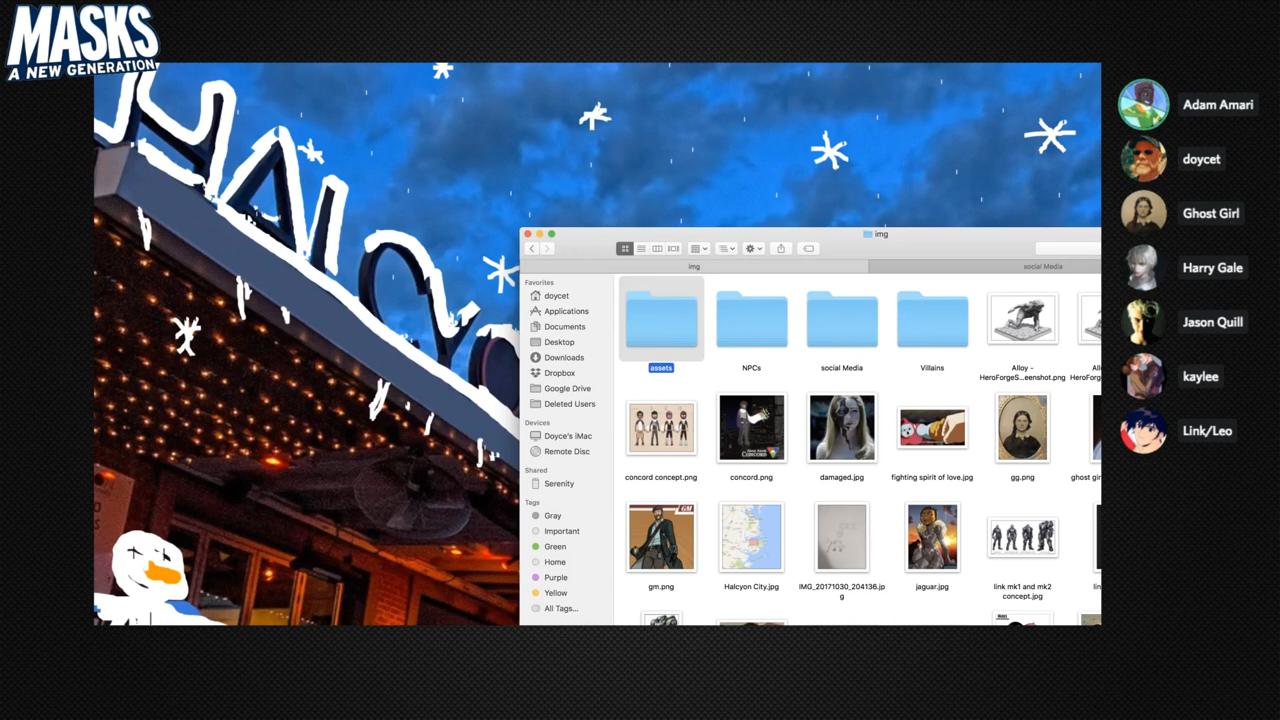 MASKS
A NEW GENERATION
img
img
social Media
Favorites
doycet
Applications
Documents
Desktop
Downloads
Dropbox
Google Drive
Deleted Users
Devices
Doyce's iMac
Remote Disc
Shared
Serenity
Tags
Gray
Important
Green
Home
Purple
Yellow
All Tags...
assets
NPCs
social Media
Villains
Alloy -
HeroForgeS...eenshot.png
concord concept.png
concord.png
damaged.jpg
fighting spirit of love.jpg
gg.png
ghost gir
gm.png
Halcyon City.jpg
IMG_20171030_204136.jp
g
jaguar.jpg
link mk1 and mk2
concept.jpg
Adam Amari
doycet
Ghost Girl
Harry Gale
Jason Quill
kaylee
Link/Leo